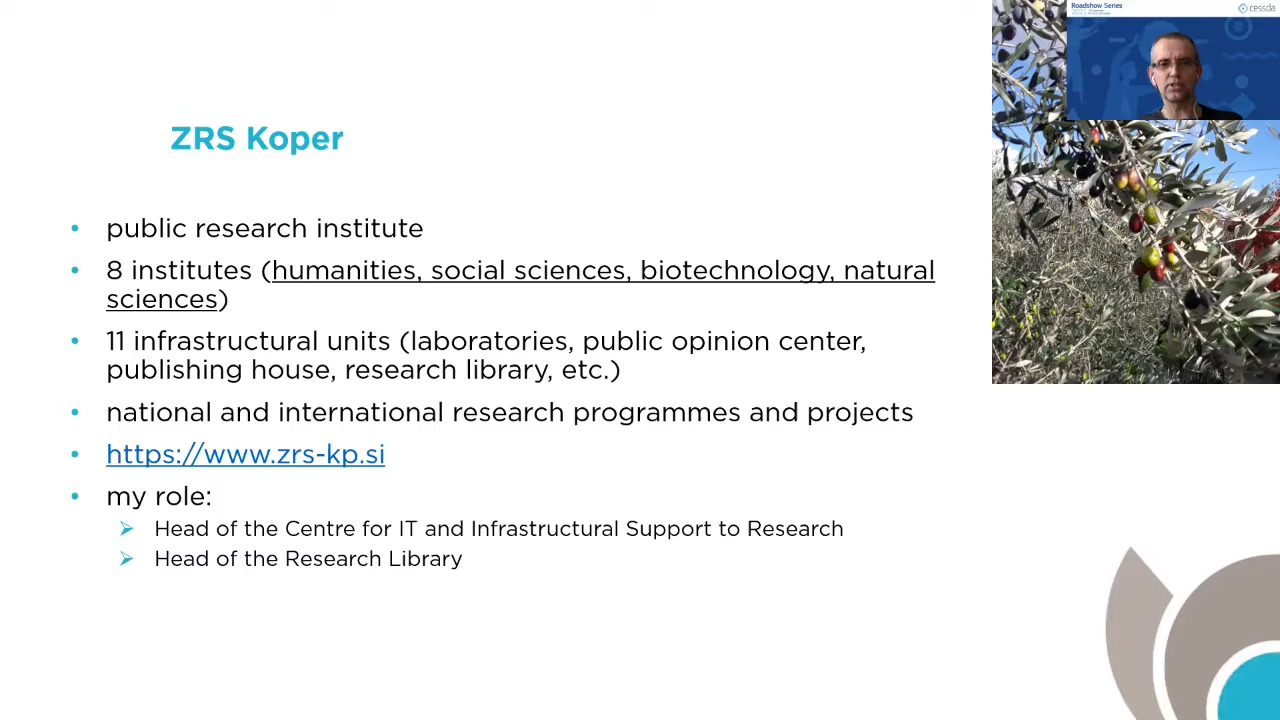 Roadshow Series
2021
cessda
ZRS Koper
• public research institute
• 8 institutes (humanities, social sciences, biotechnology, natural
sciences)
• 11 infrastructural units (laboratories, public opinion center,
publishing house, research library, etc.)
• national and international research programmes and projects
• https://www.zrs-kp.si
• my role:
➢ Head of the Centre for IT and Infrastructural Support to Research
➢ Head of the Research Library